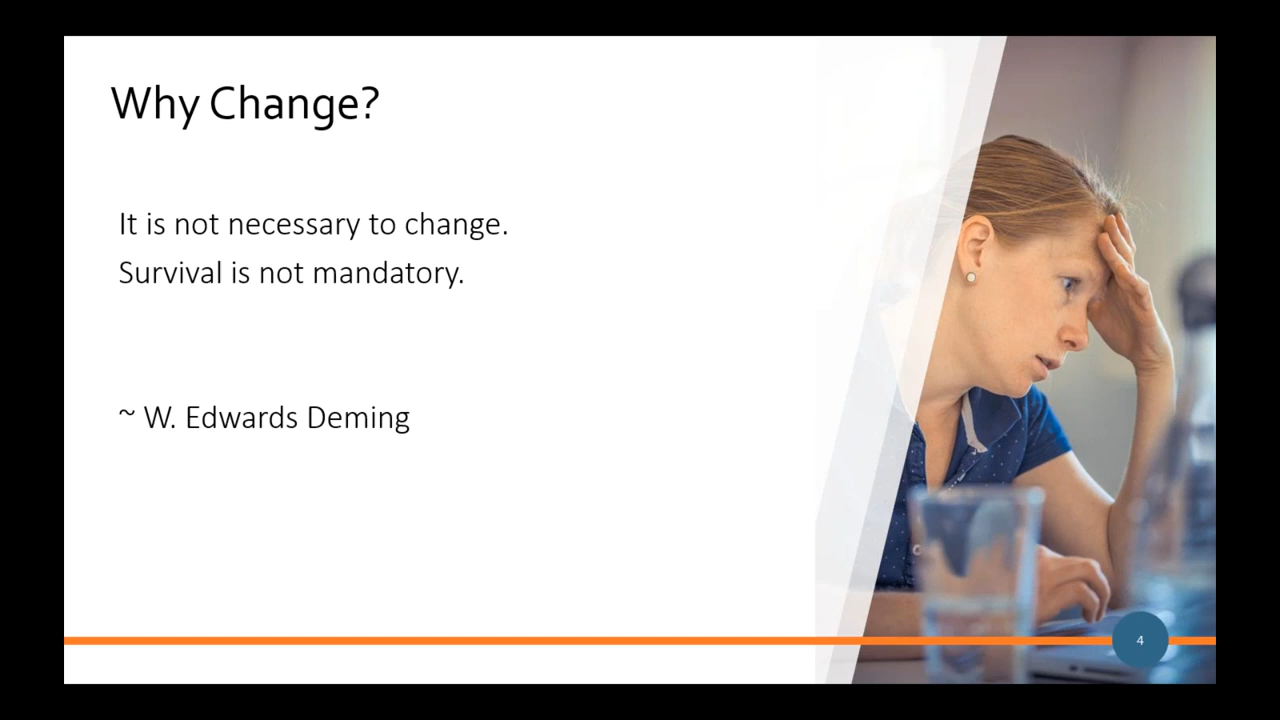 Why Change?
It is not necessary to change.
Survival is not mandatory.
~ W. Edwards Deming
4